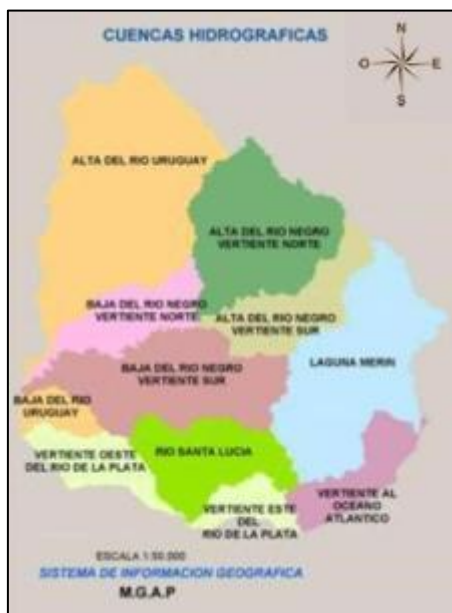 CUENCAS HIDROGRAFICAS
N
O
E
S
ALTA DEL RIO URUGUAY
ALTA DEL RIO NEGRO
VERTIENTE NORTE
BAJA DEL RIO NEGRO
VERTIENTE NORTE
ALTA DEL RIO NEGRO
VERTIENTE SUR
LAGUNA MERIN
BAJA DEL RIO NEGRO
VERTIENTE SUR
BAJA DEL RIO
URUGUAY
VERTIENTE OESTE
DEL RIO DE LA PLATA
RIO SANTA LUCIA
VERTIENTE ESTE
DEL
RIO DE LA PLATA
VERTIENTE AL
OCEANO
ATLANTICO
ESCALA 1:50.000
SISTEMA DE INFORMACION GEOGRAFICA
M.G.A.P